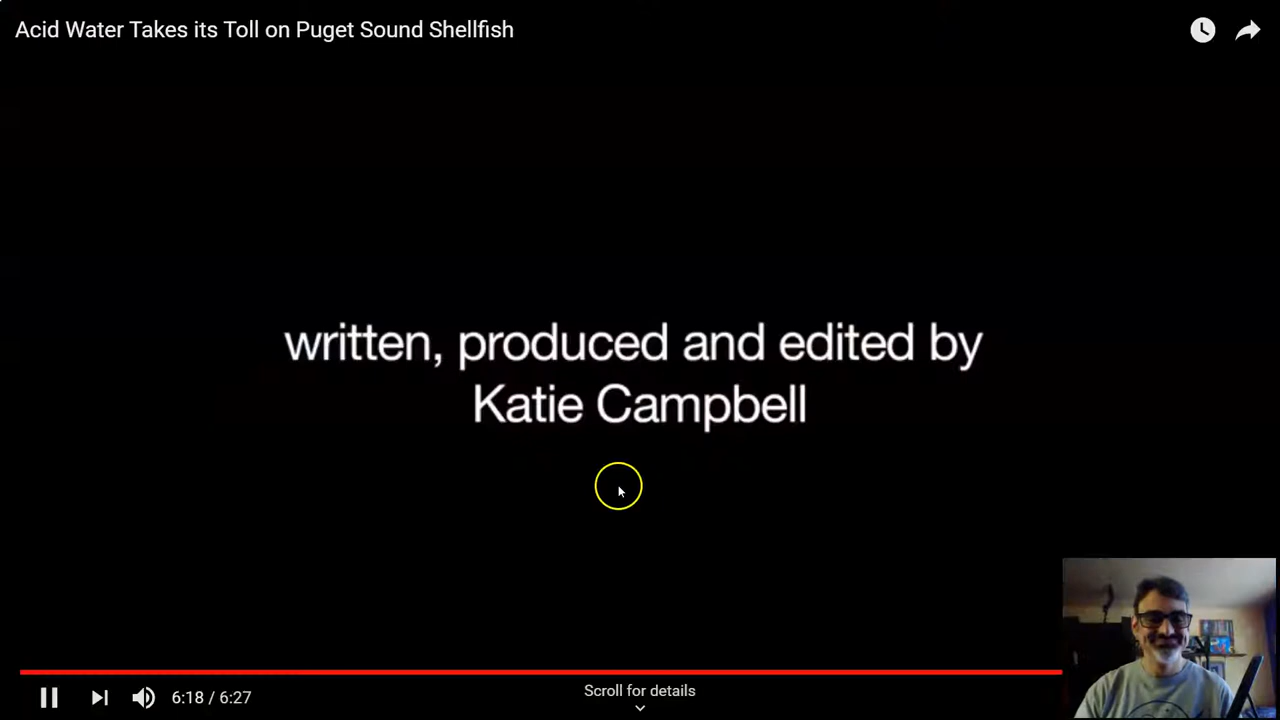 Acid Water Takes its Toll on Puget Sound Shellfish
written, produced and edited by
Katie Campbell
6:18 / 6:27
Scroll for details